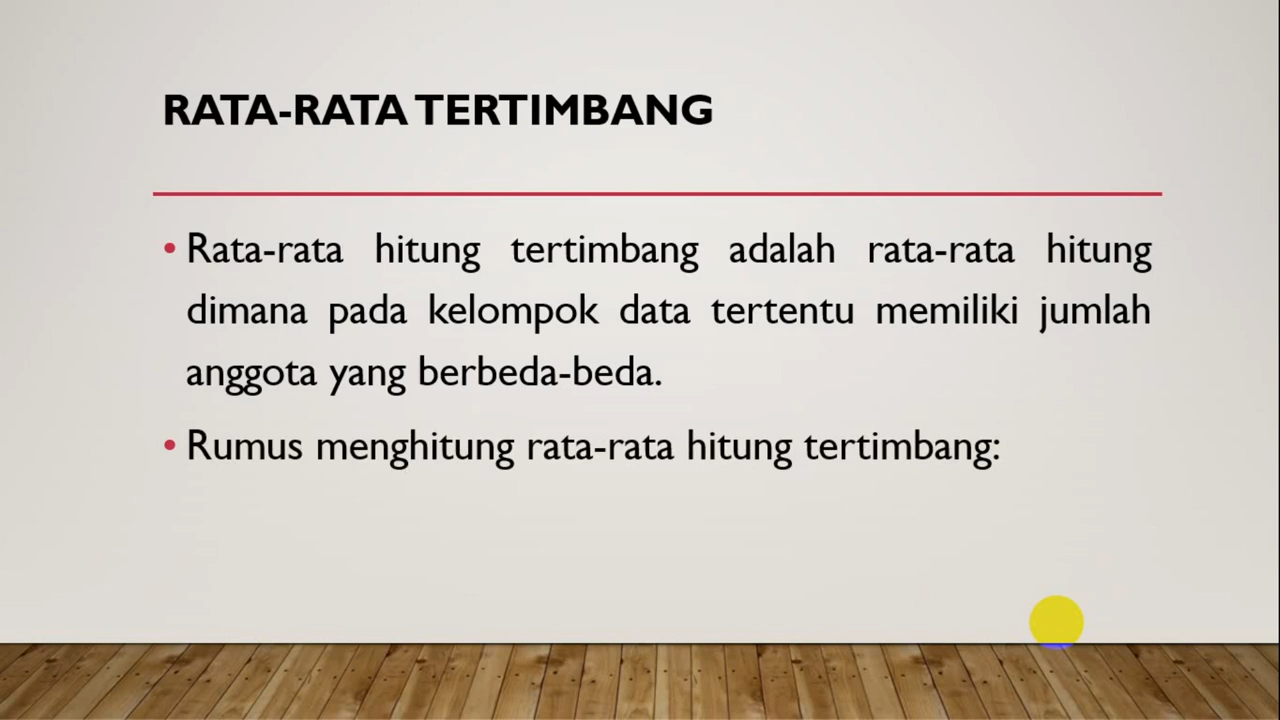 RATA-RATA TERTIMBANG
• Rata-rata hitung tertimbang adalah rata-rata hitung
dimana pada kelompok data tertentu memiliki jumlah
anggota yang berbeda-beda.
• Rumus menghitung rata-rata hitung tertimbang: